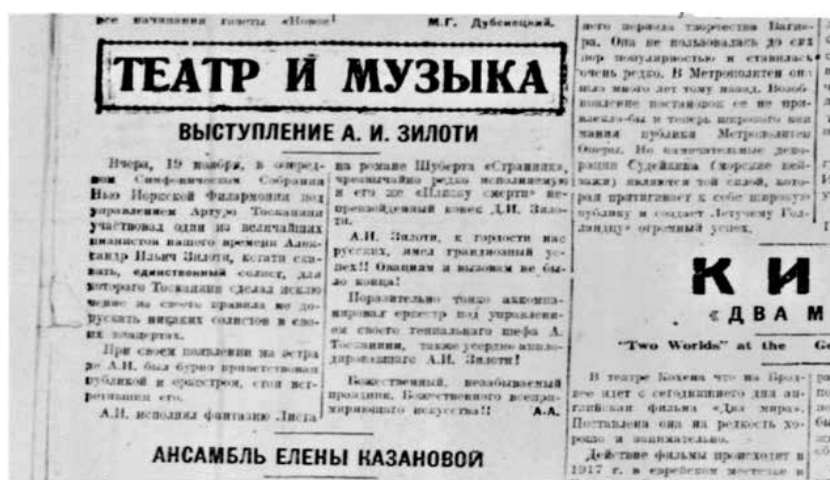 все начинания газеты «Новое
М.Г. Дубенецкий.
ТЕАТР И МУЗЫКА
ВЫСТУПЛЕНИЕ А. И. ЗИЛОТИ
Вчера, 19 ноября, в очеред-
ном Симфоническом Собрании
Нью Иоркской Филармонии под
управлением Артуро Тосканини
участвовал один из величайших
пианистов нашего времени Алек-
сандр Ильич Зилоти, кстати ска-
зать, единственный солист, для
которого Тосканини сделал исклю
чение из своего правила не до-
пускать никаких солистов в сво-
их концертах.
При своем появлении на эстра
де А.И. был бурно приветствован
публикой и оркестром, стоя вст-
ретившим его.
А.И. исполнил фантазию Листа
на романс Шуберта «Странник,
чрезвычайно редко исполняемую
и его же «Пляску смерти» не-
превзойденный конек Д.И. Зило-
ти.
А.И. Зилоти, к гордости нас
русских, имел грандиозный ус-
пех!! Овациям и вызовам не бы-
ло конца!
Поразительно тонко аккомпа-
нировал оркестр под управлени-
ем своего гениального шефа А.
Тосканини, также усердно аппло-
дировавшаго А.И. Зилоти!
Божественный, незабываемый
праздник. Божественного всепри-
миряющаго искусства!!
А-А.
АНСАМБЛЬ ЕЛЕНЫ КАЗАНОВОЙ
него периода творчества Вагне-
ра. Она не пользовалась до сих
пор популярностью и ставилась
очень редко. В Метрополитен она
шла много лет тому назад. Возоб-
новление постановок ее не при-
влекло-бы и теперь широкого вни
мания публики Метрополитен
Оперы. Но замечательные деко-
рации Судейкина (морские пей-
зажи) являются той силой, кото-
рая притягивает к себе широкую
публику и создает «Летучему Гол-
ландцу» огромный успех.
КИ
«ДВА М
"Two Worlds" at the Ge
В театре Кохена что на Брод-
вее идет с сегодняшнего дня ан-
глийская фильма «Два мира».
Поставлена она на редкость хо-
рошо и занимательно.
Действие фильмы происходит в
1917 г. в еврейском местечке и